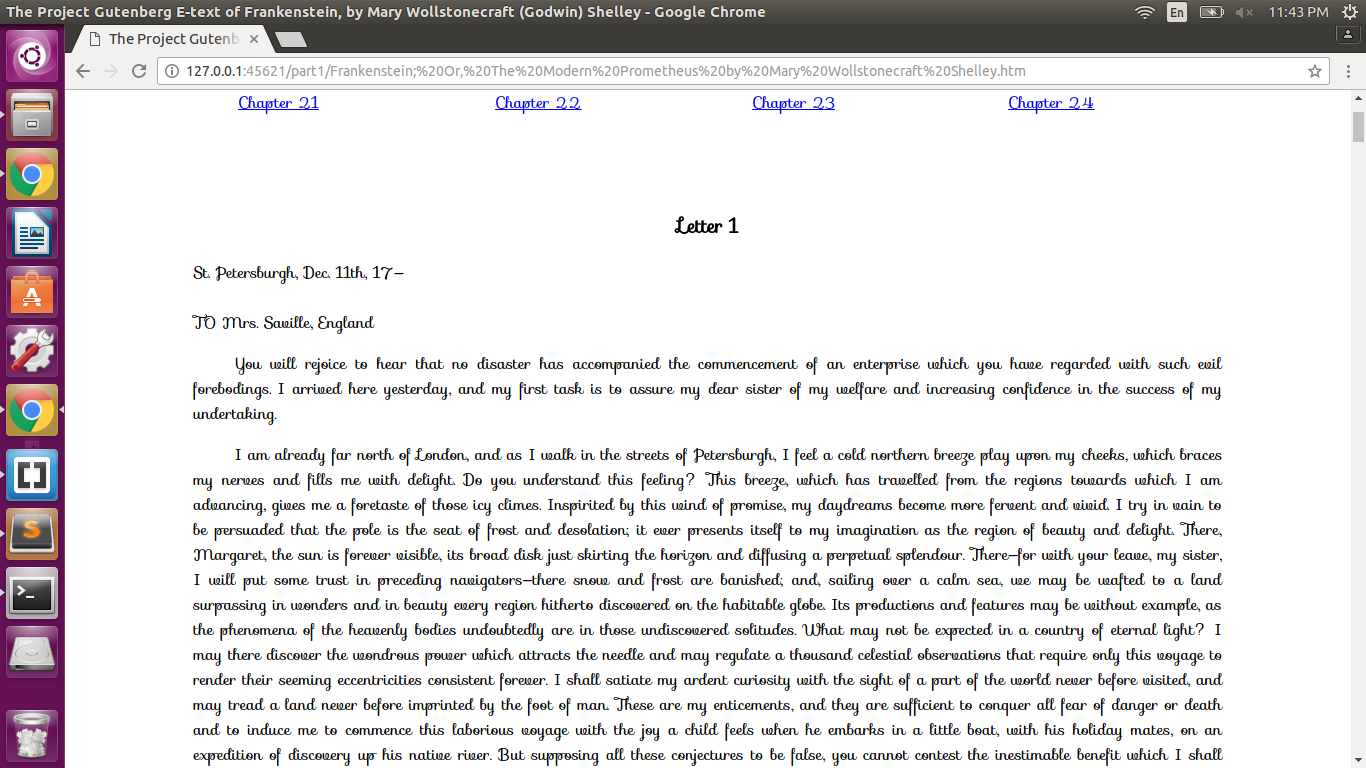 The Project Gutenberg E-text of Frankenstein, by Mary Wollstonecraft (Godwin) Shelley - Google Chrome
En
11:43 PM
The Project Gutenb
127.0.0.1:45621/part1/Frankenstein;%20Or,%20The%20Modern%20Prometheus%20by%20Mary%20Wollstonecraft%20Shelley.htm
Chapter 21 Chapter 22 Chapter 23 Chapter 24
Letter 1
St. Petersburgh, Dec. 11th, 17—
TO Mrs. Saville, England
You will rejoice to hear that no disaster has accompanied the commencement of an enterprise which you have regarded with such evil
forebodings. I arrived here yesterday, and my first task is to assure my dear sister of my welfare and increasing confidence in the success of my
undertaking.
I am already far north of London, and as I walk in the streets of Petersburgh, I feel a cold northern breeze play upon my cheeks, which braces
my nerves and fills me with delight. Do you understand this feeling? This breeze, which has travelled from the regions towards which I am
advancing, gives me a foretaste of those icy climes. Inspirited by this wind of promise, my daydreams become more fervent and vivid. I try in vain to
be persuaded that the pole is the seat of frost and desolation; it ever presents itself to my imagination as the region of beauty and delight. There,
Margaret, the sun is forever visible, its broad disk just skirting the horizon and diffusing a perpetual splendour. There—for with your leave, my sister,
I will put some trust in preceding navigators—there snow and frost are banished; and, sailing over a calm sea, we may be wafted to a land
surpassing in wonders and in beauty every region hitherto discovered on the habitable globe. Its productions and features may be without example, as
the phenomena of the heavenly bodies undoubtedly are in those undiscovered solitudes. What may not be expected in a country of eternal light? I
may there discover the wondrous power which attracts the needle and may regulate a thousand celestial observations that require only this voyage to
render their seeming eccentricities consistent forever. I shall satiate my ardent curiosity with the sight of a part of the world never before visited, and
may tread a land never before imprinted by the foot of man. These are my enticements, and they are sufficient to conquer all fear of danger or death
and to induce me to commence this laborious voyage with the joy a child feels when he embarks in a little boat, with his holiday mates, on an
expedition of discovery up his native river. But supposing all these conjectures to be false, you cannot contest the inestimable benefit which I shall